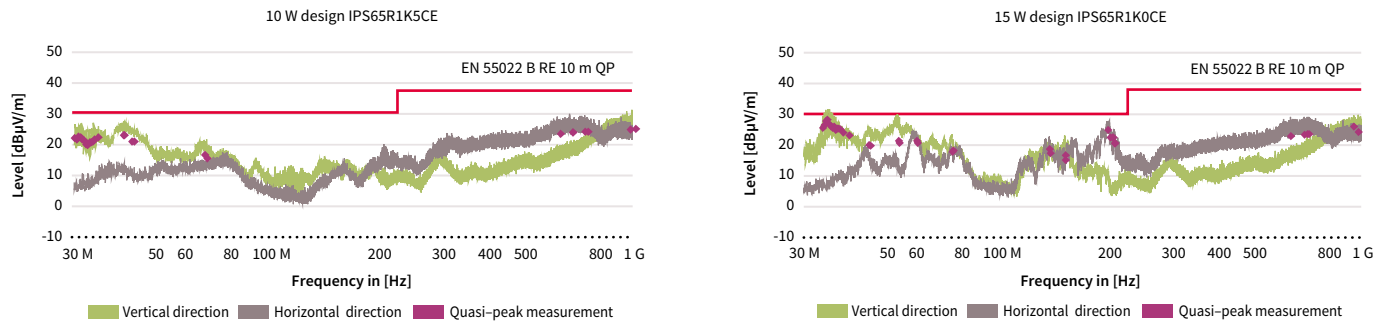 10 W design IPS65R1K5CE
50
40
30
20
10
0
-10
Level [dBµV/m]
EN 55022 B RE 10 m QP
30 M 50 60 80 100 M 200 300 400 500 800 1 G
Frequency in [Hz]
Vertical direction Horizontal direction Quasi–peak measurement
15 W design IPS65R1K0CE
50
40
30
20
10
0
-10
Level [dBµV/m]
EN 55022 B RE 10 m QP
30 M 50 60 80 100 M 200 300 400 500 800 1 G
Frequency in [Hz]
Vertical direction Horizontal direction Quasi–peak measurement